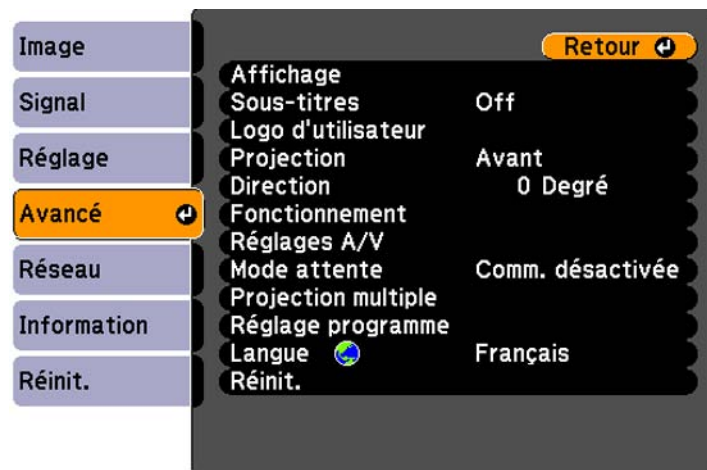 Image
Signal
Réglage
Avancé
Réseau
Information
Réinit.
Retour
Affichage
Sous-titres Off
Logo d'utilisateur
Projection Avant
Direction 0 Degré
Fonctionnement
Réglages A/V
Mode attente Comm. désactivée
Projection multiple
Réglage programme
Langue Français
Réinit.